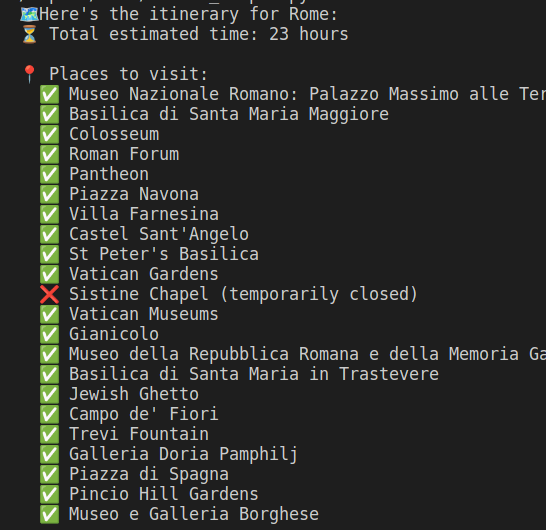 🗺️Here's the itinerary for Rome:
⏳ Total estimated time: 23 hours
📍 Places to visit:
✅ Museo Nazionale Romano: Palazzo Massimo alle Ter
✅ Basilica di Santa Maria Maggiore
✅ Colosseum
✅ Roman Forum
✅ Pantheon
✅ Piazza Navona
✅ Villa Farnesina
✅ Castel Sant'Angelo
✅ St Peter's Basilica
✅ Vatican Gardens
❌ Sistine Chapel (temporarily closed)
✅ Vatican Museums
✅ Gianicolo
✅ Museo della Repubblica Romana e della Memoria Ga
✅ Basilica di Santa Maria in Trastevere
✅ Jewish Ghetto
✅ Campo de' Fiori
✅ Trevi Fountain
✅ Galleria Doria Pamphilj
✅ Piazza di Spagna
✅ Pincio Hill Gardens
✅ Museo e Galleria Borghese